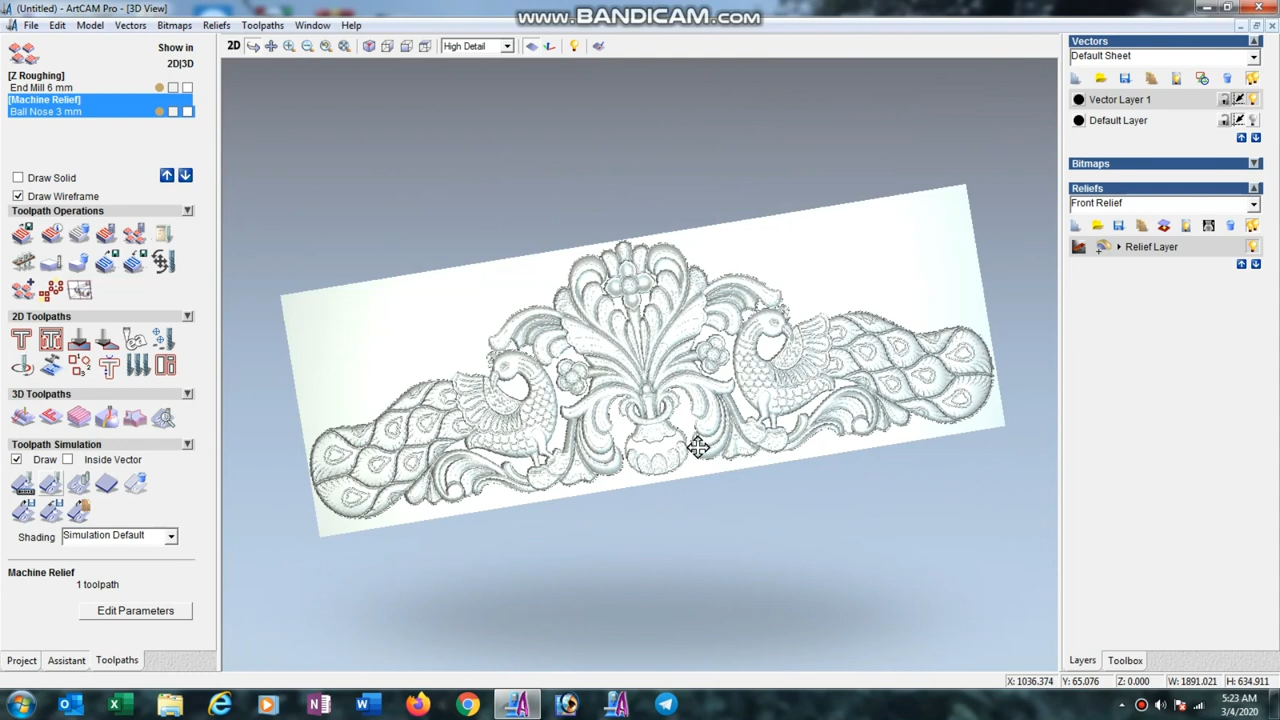 (Untitled) - ArtCAM Pro - [3D View]
www.BANDICAM.com
File Edit Models Vectors Bitmaps Reliefs Toolpaths Window Help
Show in
2D|3D
[Z Roughing]
End Mill 6 mm
[Machine Relief]
Ball Nose 3 mm
Draw Solid
Draw Wireframe
Toolpath Operations
2D Toolpaths
3D Toolpaths
Toolpath Simulation
Draw Inside Vector
Shading Simulation Default
Machine Relief
1 toolpath
Edit Parameters
Project Assistant Toolpaths
2D High Detail
Vectors
Default Sheet
Vector Layer 1
Default Layer
Bitmaps
Reliefs
Front Relief
Relief Layer
Layers Toolbox
X: 1036.374 Y: 65.076 Z: 0.000 W: 1891.021 H: 634.911
5:23 AM
3/4/2020